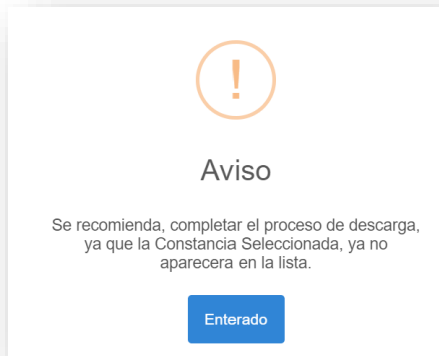 !
Aviso
Se recomienda, completar el proceso de descarga,
ya que la Constancia Seleccionada, ya no
aparecera en la lista.
Enterado